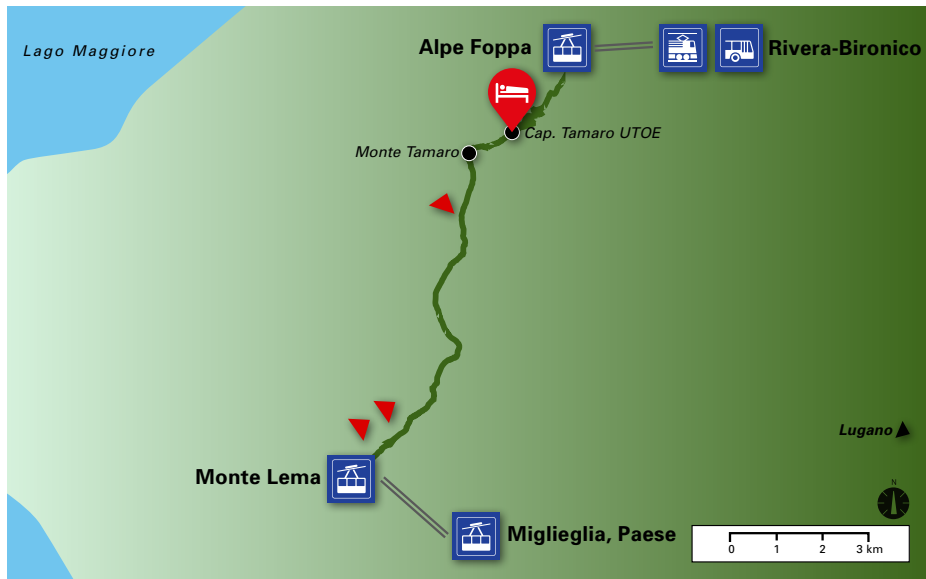 Lago Maggiore
Alpe Foppa
Rivera-Bironico
Cap. Tamaro UTOE
Monte Tamaro
Lugano
Monte Lema
N
Miglieglia, Paese
0 1 2 3 km